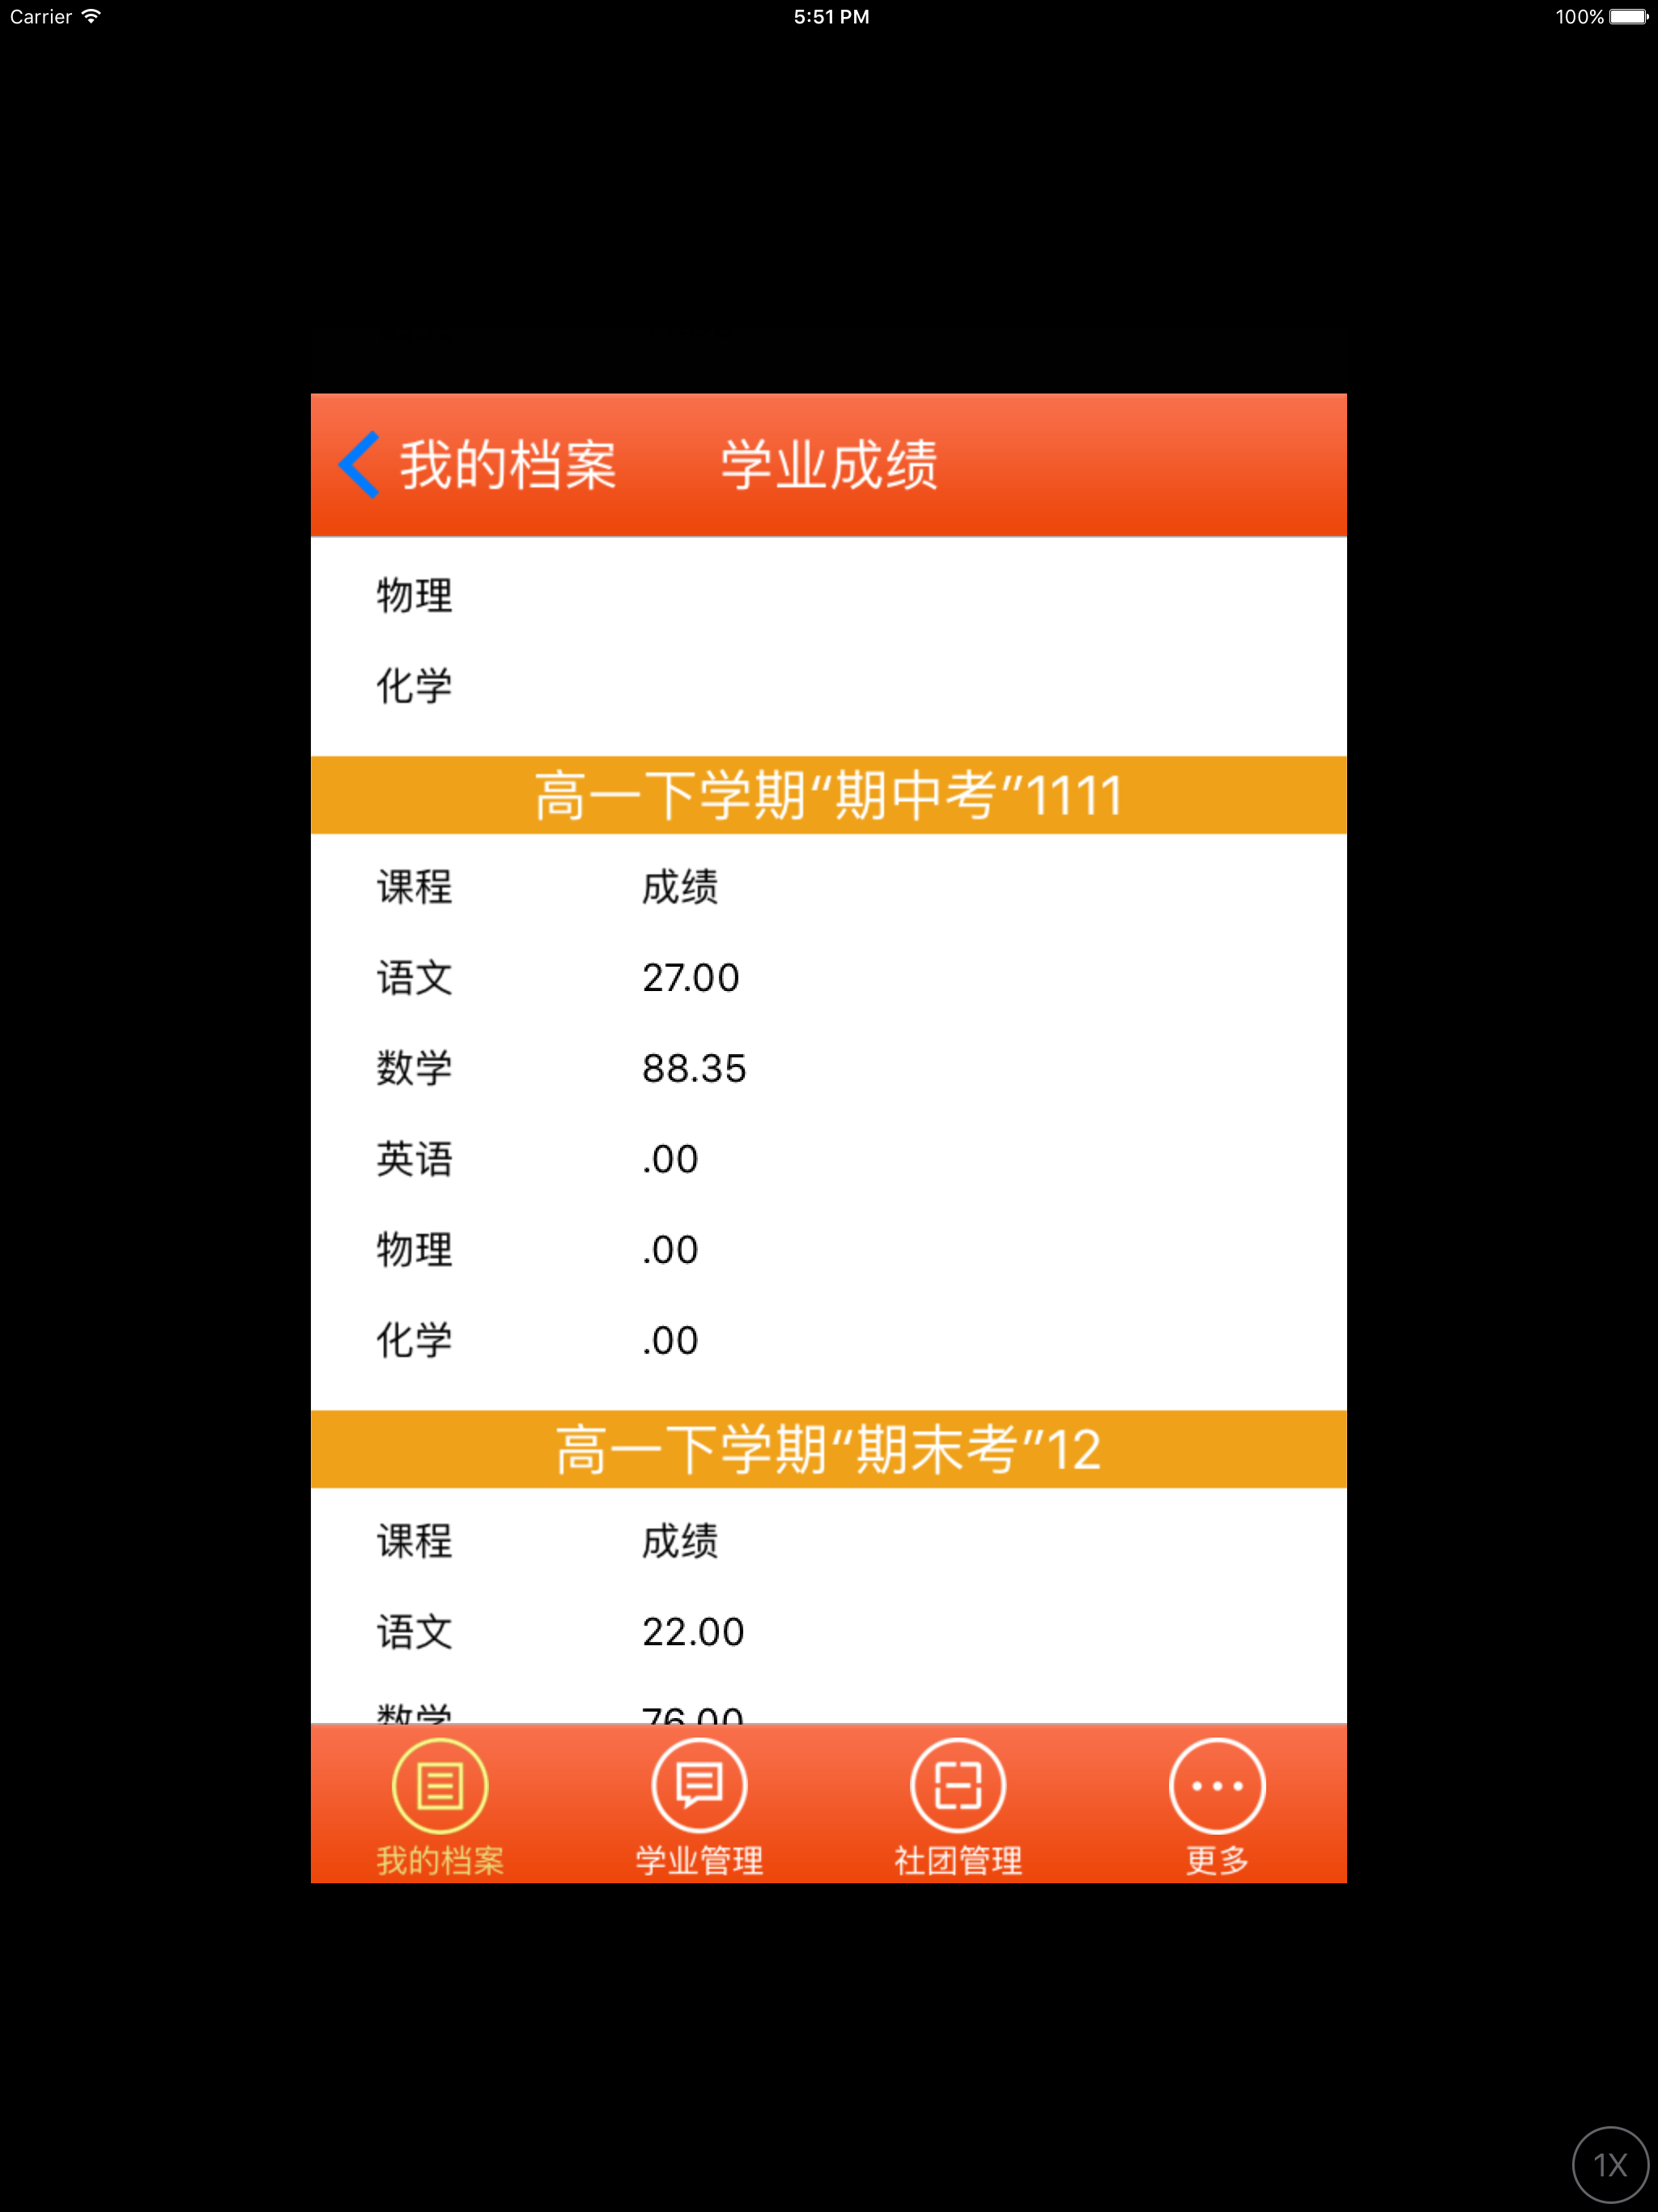 Carrier 5:51 PM 100%
我的档案 学业成绩
物理
化学
高一下学期“期中考”1111
课程 成绩
语文 27.00
数学 88.35
英语 .00
物理 .00
化学 .00
高一下学期“期末考”12
课程 成绩
语文 22.00
数学 76.00
我的档案 学业管理 社团管理 更多
1X